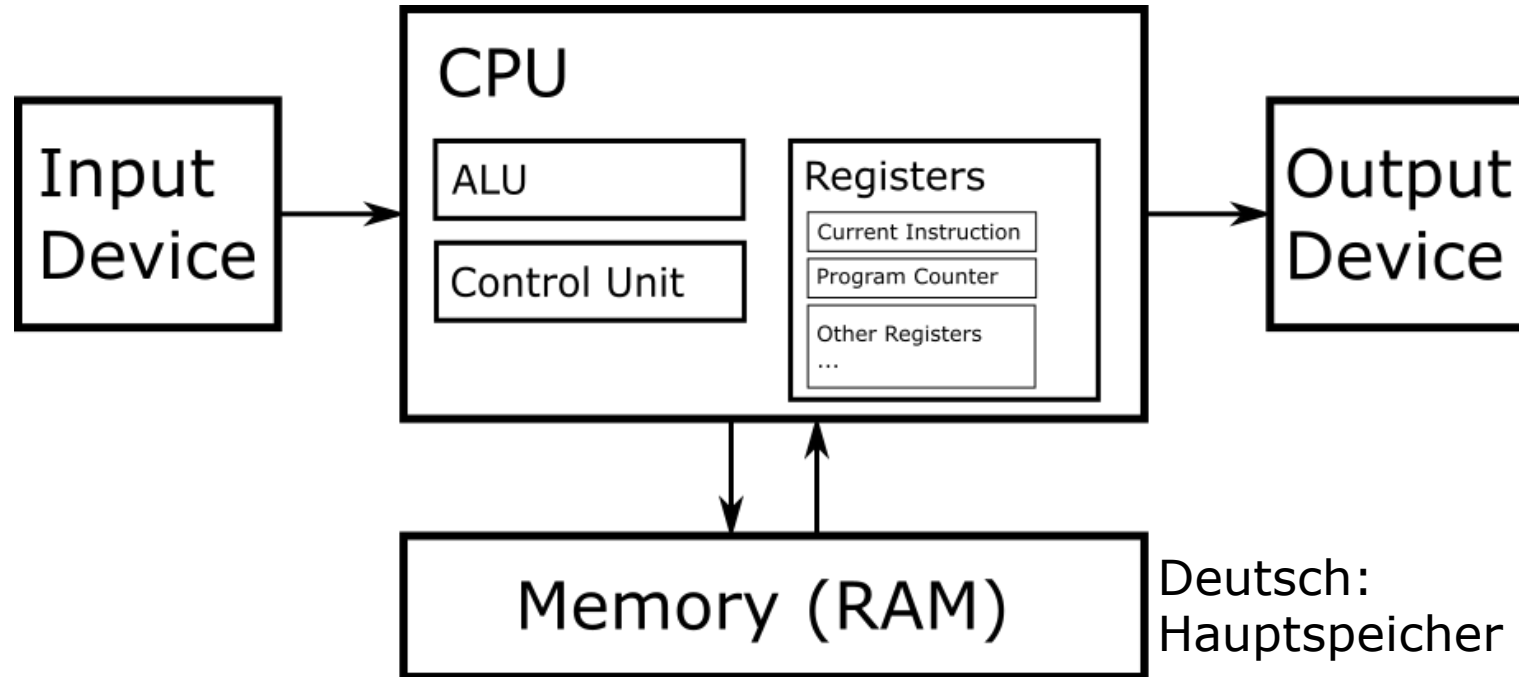 CPU
Input
Device
ALU
Control Unit
Registers
Current Instruction
Program Counter
Other Registers
...
Output
Device
Memory (RAM)
Deutsch:
Hauptspeicher